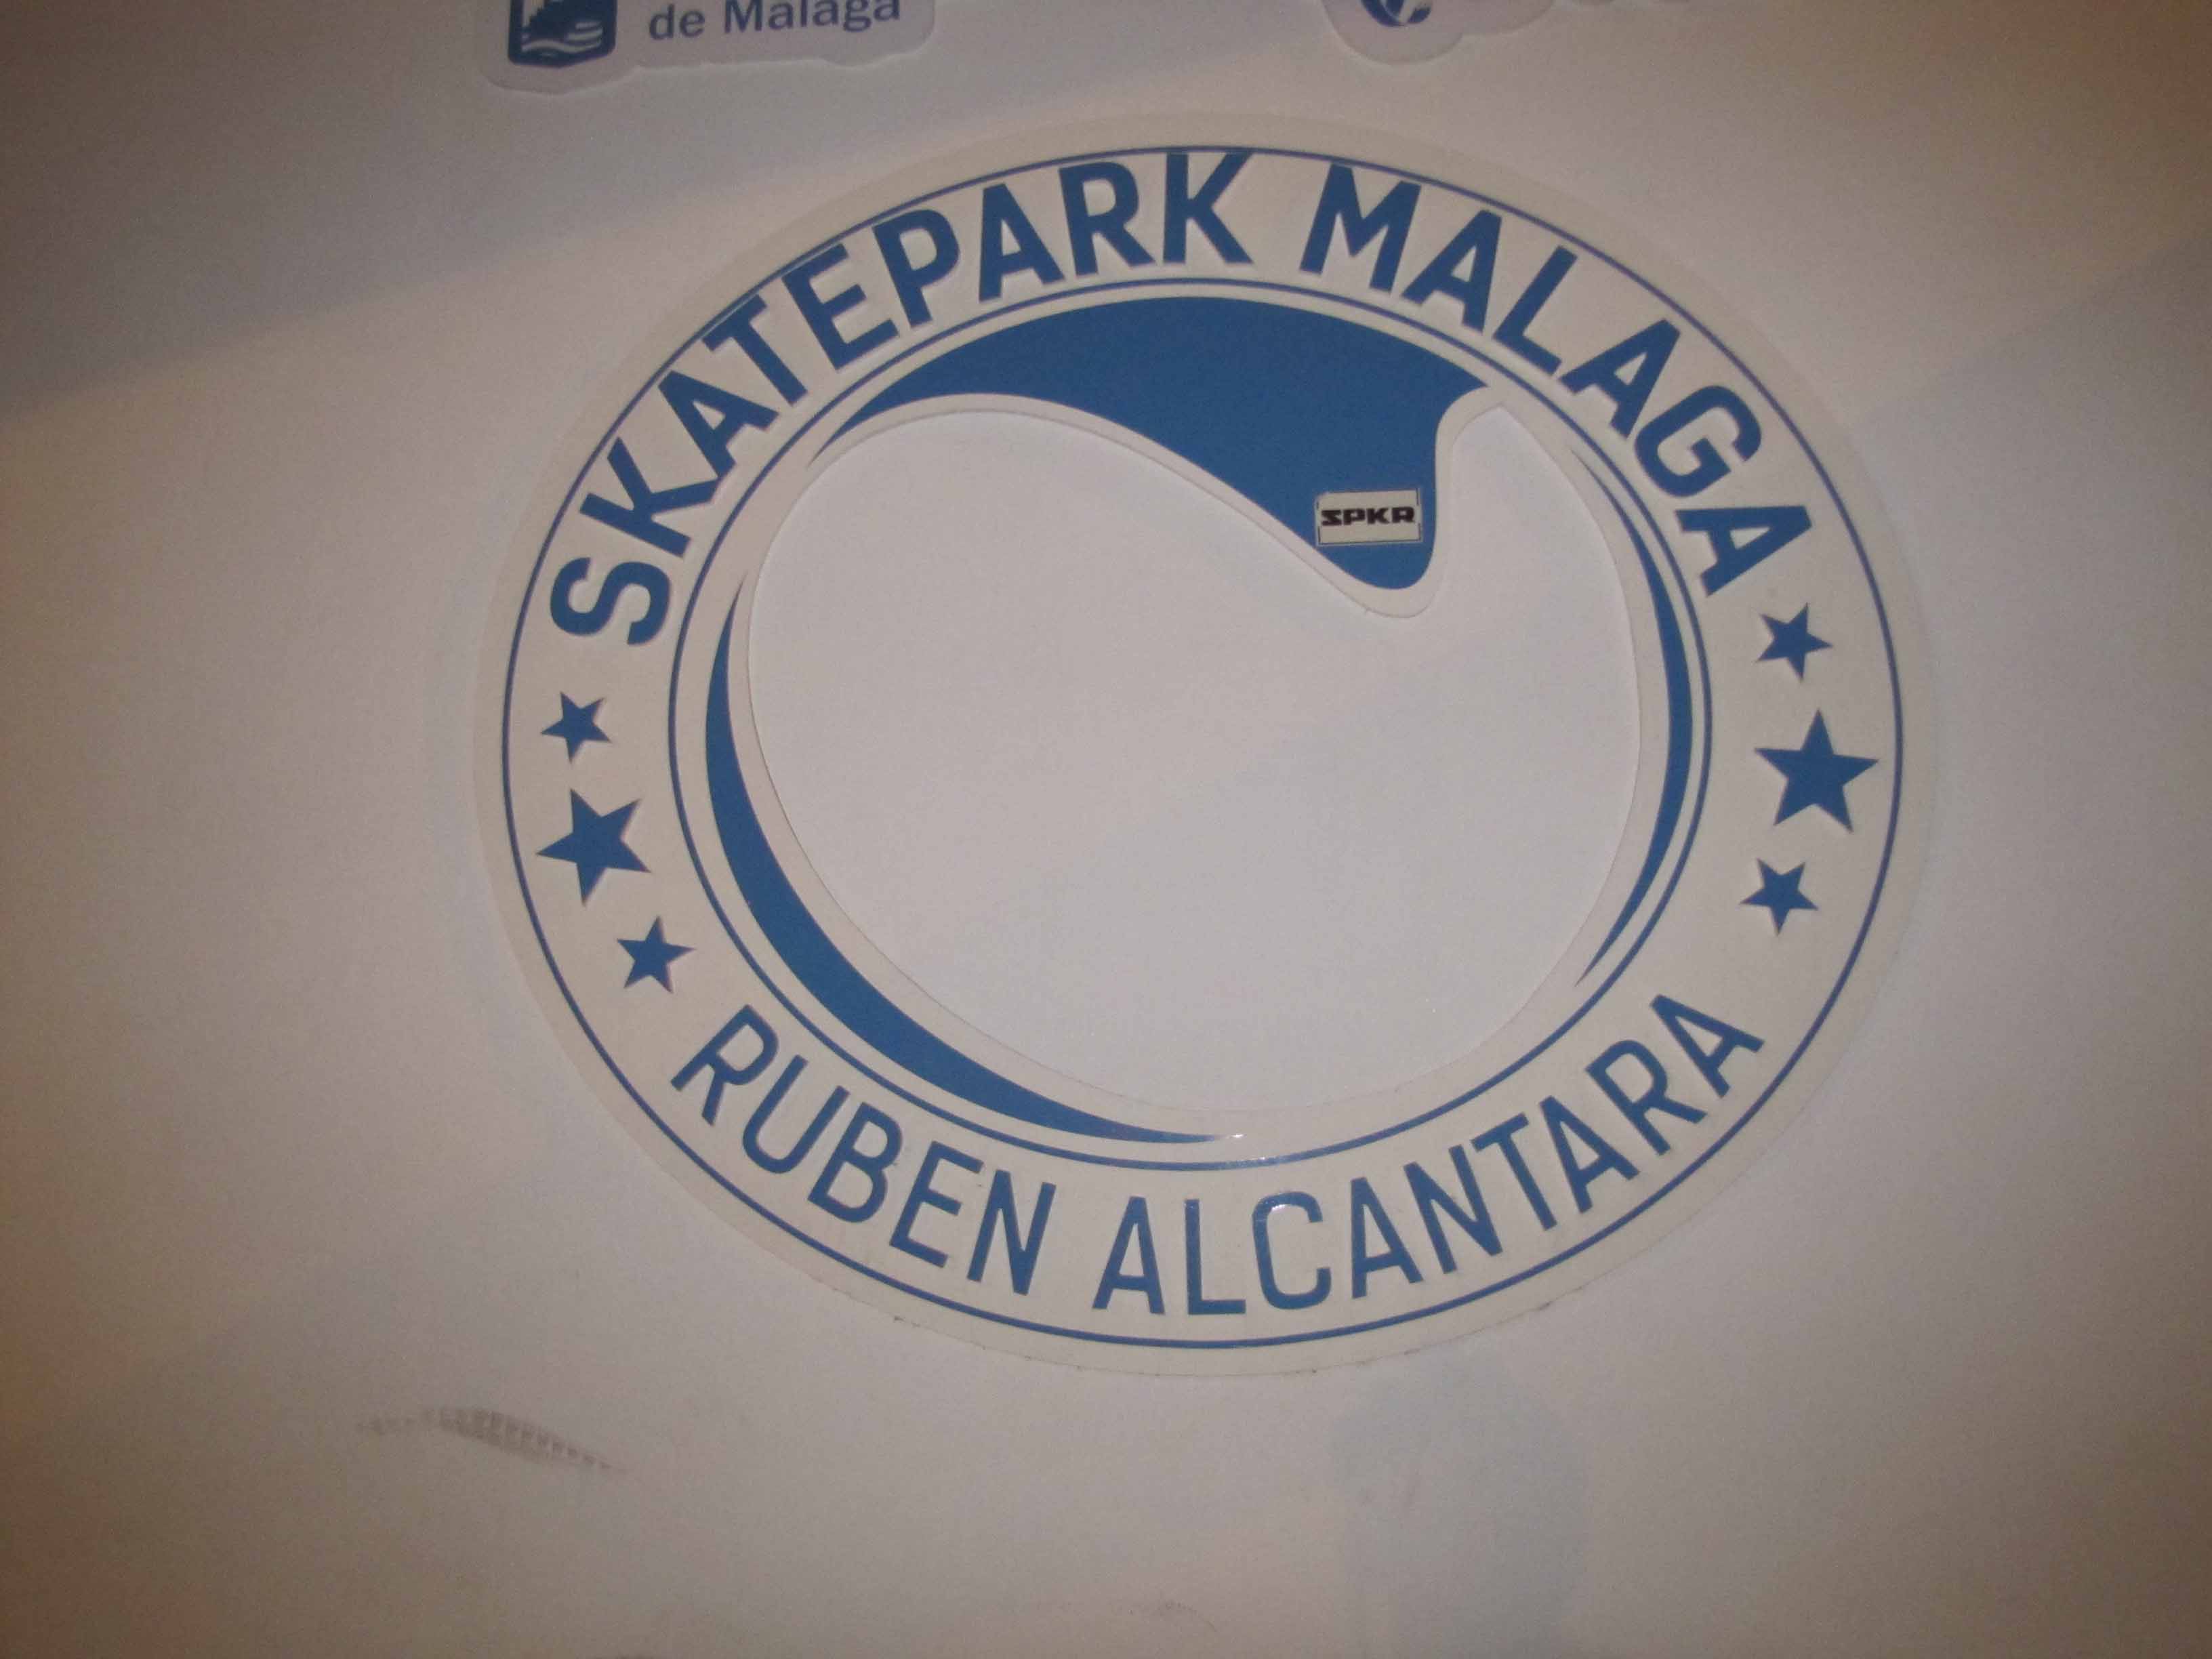 de Malaga
SKATEPARK MALAGA
SPKR
RUBEN ALCANTARA